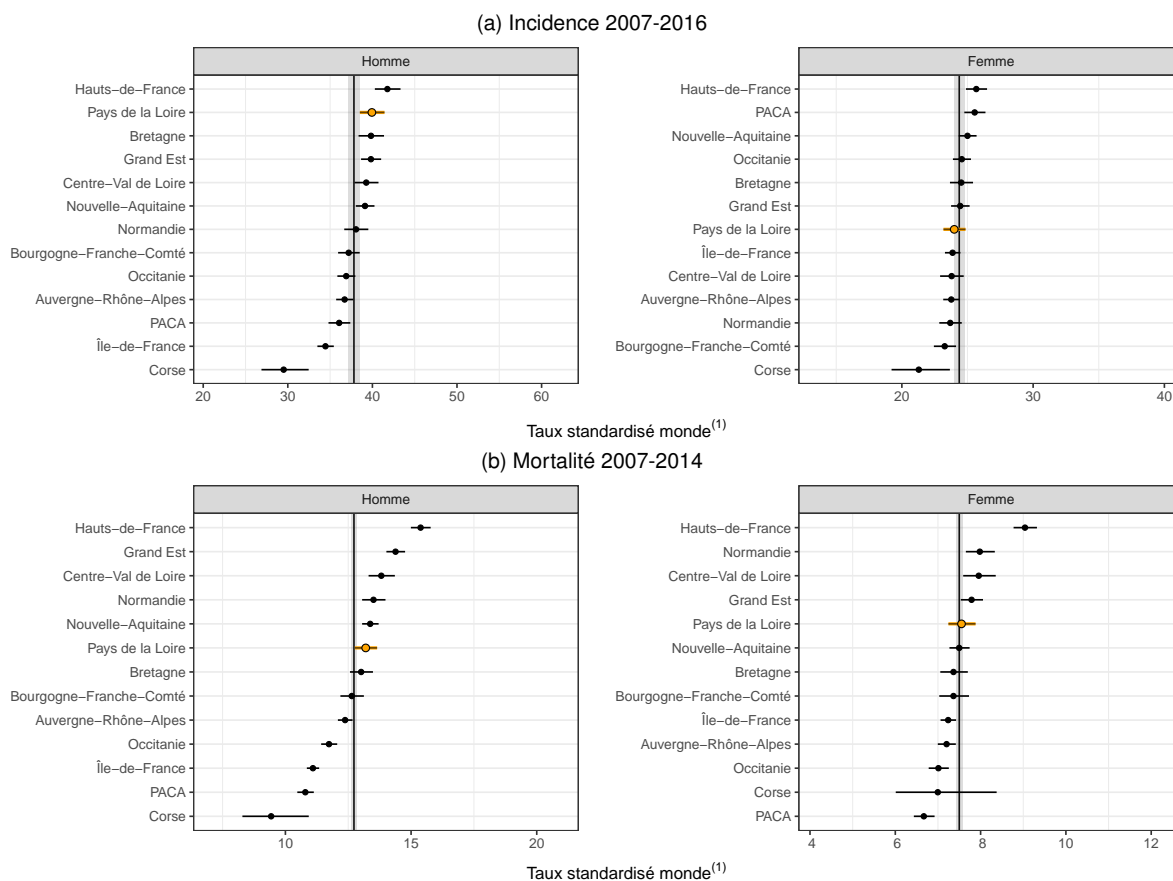 (a) Incidence 2007-2016
Homme
Hauts−de−France
Pays de la Loire
Bretagne
Grand Est
Centre−Val de Loire
Nouvelle−Aquitaine
Normandie
Bourgogne−Franche−Comté
Occitanie
Auvergne−Rhône−Alpes
PACA
Île−de−France
Corse
20 30 40 50 60
Femme
Hauts−de−France
PACA
Nouvelle−Aquitaine
Occitanie
Bretagne
Grand Est
Pays de la Loire
Île−de−France
Centre−Val de Loire
Auvergne−Rhône−Alpes
Normandie
Bourgogne−Franche−Comté
Corse
20 30 40
Taux standardisé monde(1)
(b) Mortalité 2007-2014
Homme
Hauts−de−France
Grand Est
Centre−Val de Loire
Normandie
Nouvelle−Aquitaine
Pays de la Loire
Bretagne
Bourgogne−Franche−Comté
Auvergne−Rhône−Alpes
Occitanie
Île−de−France
PACA
Corse
10 15 20
Femme
Hauts−de−France
Normandie
Centre−Val de Loire
Grand Est
Pays de la Loire
Nouvelle−Aquitaine
Bretagne
Bourgogne−Franche−Comté
Île−de−France
Auvergne−Rhône−Alpes
Occitanie
Corse
PACA
4 6 8 10 12
Taux standardisé monde(1)